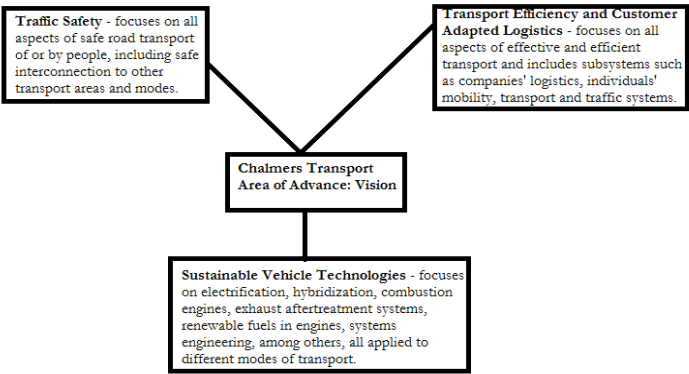 Traffic Safety - focuses on all
aspects of safe road transport
of or by people, including safe
interconnection to other
transport areas and modes.
Transport Efficiency and Customer
Adapted Logistics - focuses on all
aspects of effective and efficient
transport and includes subsystems such
as companies' logistics, individuals'
mobility, transport and traffic systems.
Chalmers Transport
Area of Advance: Vision
Sustainable Vehicle Technologies - focuses
on electrification, hybridization, combustion
engines, exhaust aftertreatment systems,
renewable fuels in engines, systems
engineering, among others, all applied to
different modes of transport.